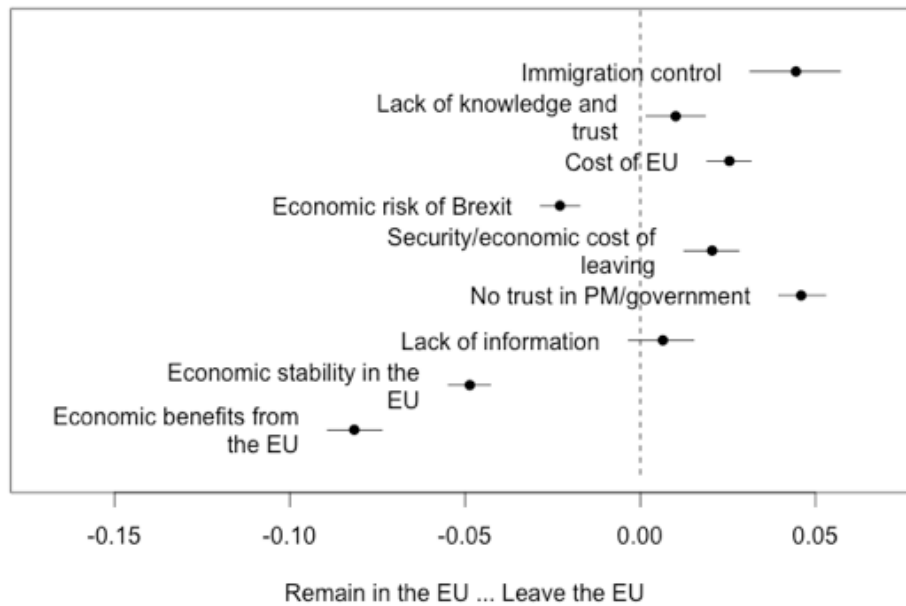 Immigration control
Lack of knowledge and
trust
Cost of EU
Economic risk of Brexit
Security/economic cost of
leaving
No trust in PM/government
Lack of information
Economic stability in the
EU
Economic benefits from
the EU
-0.15 -0.10 -0.05 0.00 0.05
Remain in the EU ... Leave the EU